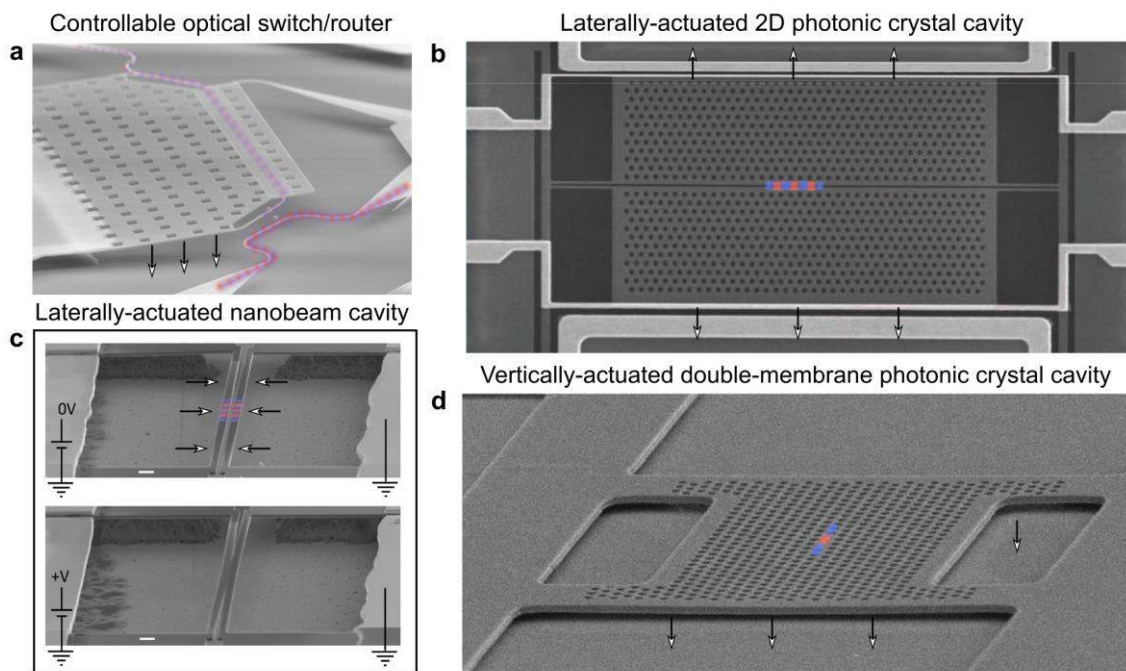 Controllable optical switch/router
a
Laterally-actuated 2D photonic crystal cavity
b
Laterally-actuated nanobeam cavity
c
0V
+V
Vertically-actuated double-membrane photonic crystal cavity
d